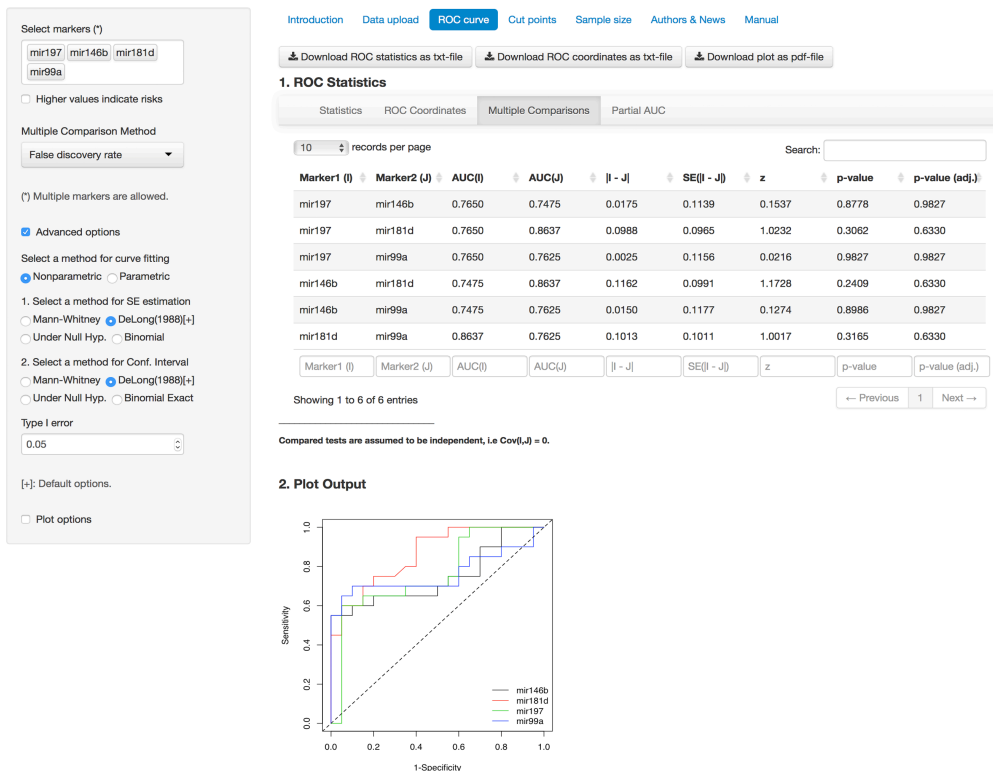 Select markers (*)
mir197 mir146b mir181d
mir99a
Higher values indicate risks
Multiple Comparison Method
False discovery rate
(*) Multiple markers are allowed.
Advanced options
Select a method for curve fitting
Nonparametric Parametric
1. Select a method for SE estimation
Mann-Whitney DeLong(1988)[+]
Under Null Hyp. Binomial
2. Select a method for Conf. Interval
Mann-Whitney DeLong(1988)[+]
Under Null Hyp. Binomial Exact
Type I error
0.05
[+]: Default options.
Plot options
Introduction Data upload ROC curve Cut points Sample size Authors & News Manual
Download ROC statistics as txt-file Download ROC coordinates as txt-file Download plot as pdf-file
1. ROC Statistics
Statistics ROC Coordinates Multiple Comparisons Partial AUC
10 records per page Search:
Marker1 (I) Marker2 (J) AUC(I) AUC(J) |I - J| SE(|I - J|) z p-value p-value (adj.)
mir197 mir146b 0.7650 0.7475 0.0175 0.1139 0.1537 0.8778 0.9827
mir197 mir181d 0.7650 0.8637 0.0988 0.0965 1.0232 0.3062 0.6330
mir197 mir99a 0.7650 0.7625 0.0025 0.1156 0.0216 0.9827 0.9827
mir146b mir181d 0.7475 0.8637 0.1162 0.0991 1.1728 0.2409 0.6330
mir146b mir99a 0.7475 0.7625 0.0150 0.1177 0.1274 0.8986 0.9827
mir181d mir99a 0.8637 0.7625 0.1013 0.1011 1.0017 0.3165 0.6330
Marker1 (I) Marker2 (J) AUC(I) AUC(J) |I - J| SE(|I - J|) z p-value p-value (adj.)
Showing 1 to 6 of 6 entries ← Previous 1 Next →
Compared tests are assumed to be independent, i.e Cov(I,J) = 0.
2. Plot Output
1.0
0.8
0.6
0.4
0.2
0.0
Sensitivity
mir146b
mir181d
mir197
mir99a
0.0 0.2 0.4 0.6 0.8 1.0
1-Specificity